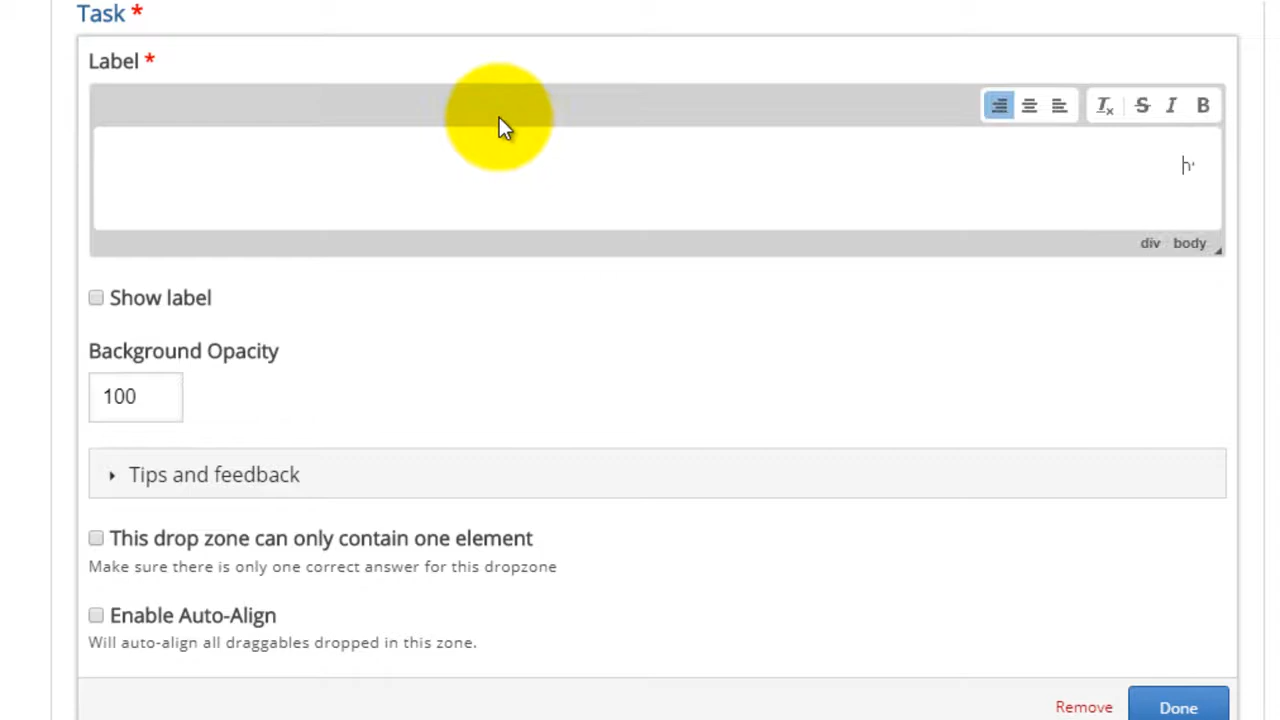 Task *
Label *
div body
Show label
Background Opacity
100
Tips and feedback
This drop zone can only contain one element
Make sure there is only one correct answer for this dropzone
Enable Auto-Align
Will auto-align all draggables dropped in this zone.
Remove Done